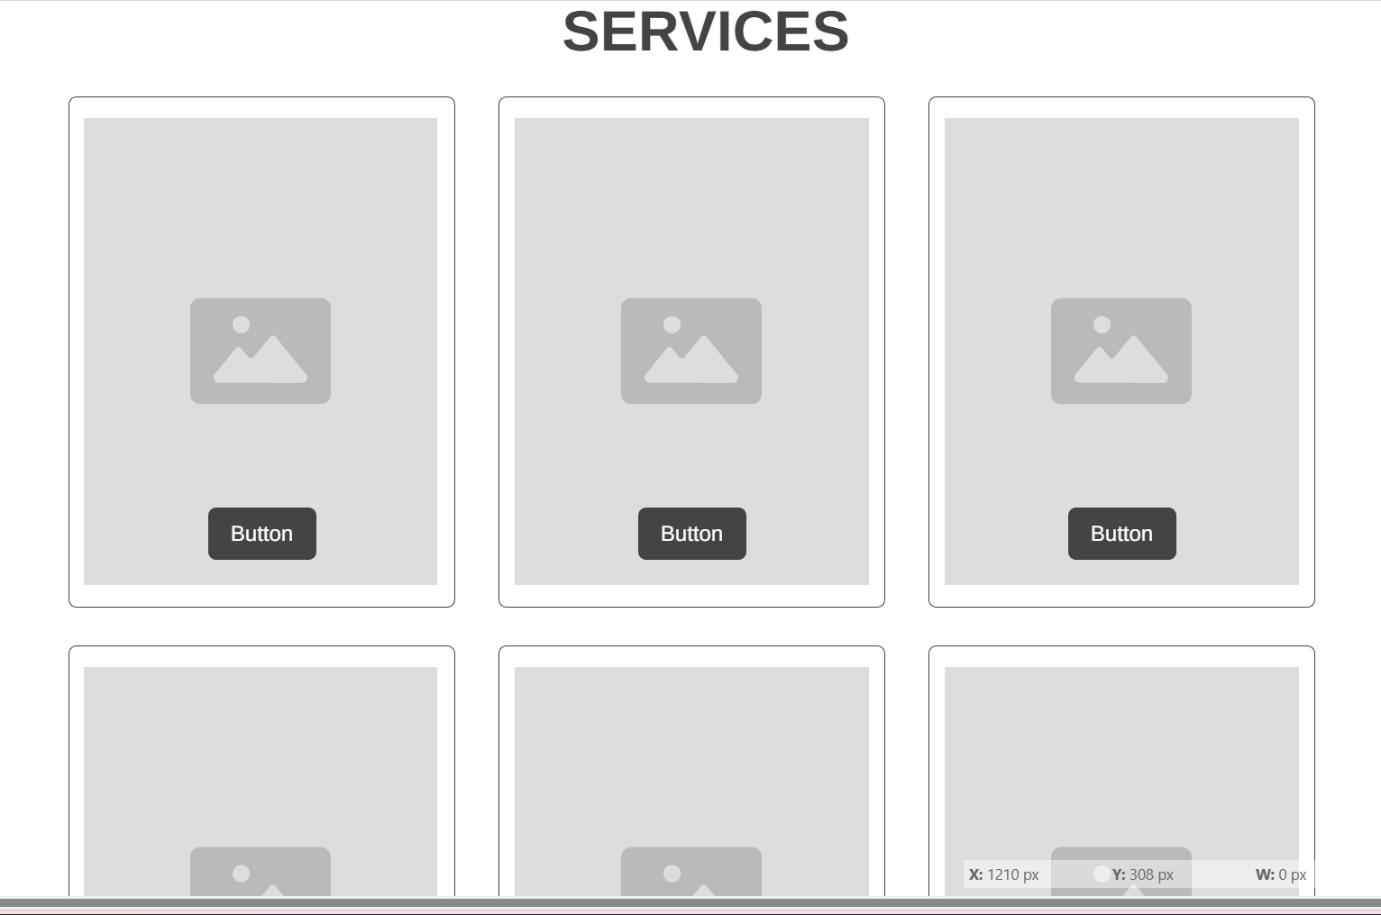 SERVICES
Button Button Button
X: 1210 px Y: 308 px W: 0 px